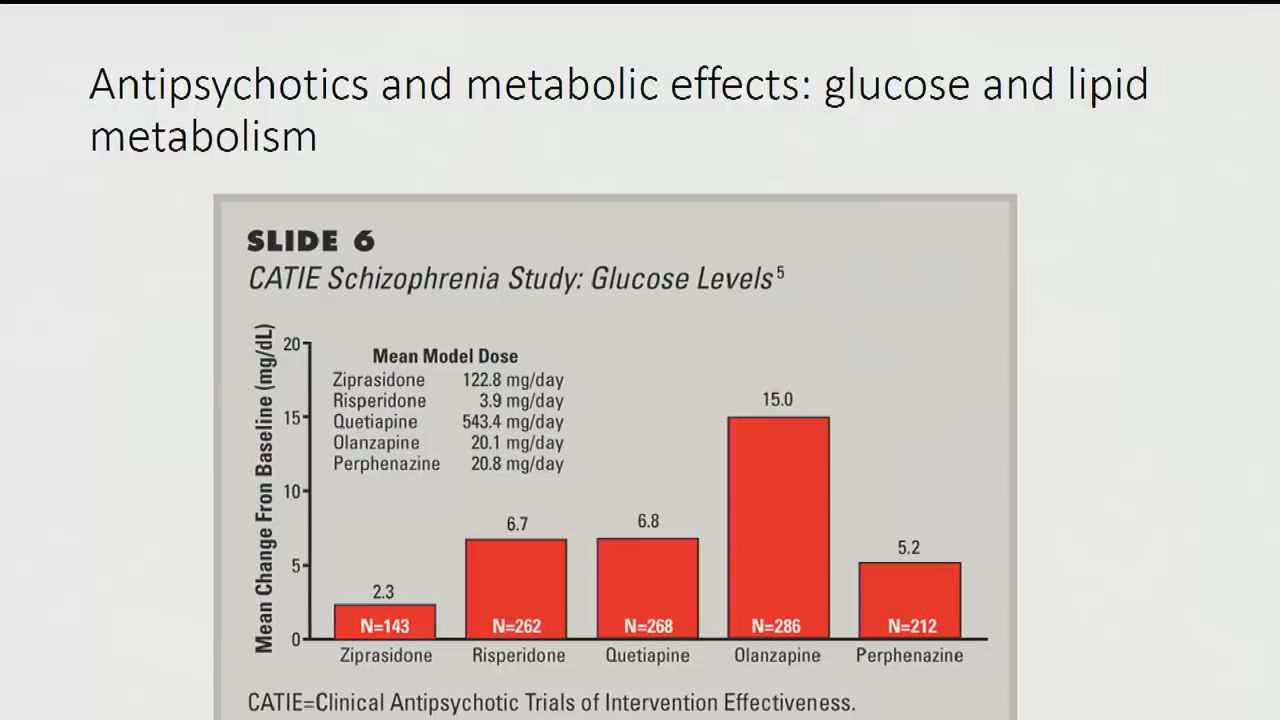 Antipsychotics and metabolic effects: glucose and lipid
metabolism
SLIDE 6
CATIE Schizophrenia Study: Glucose Levels5
Mean Change Fron Baseline (mg/dL)
20
15
10
5
0
Mean Model Dose
Ziprasidone 122.8 mg/day
Risperidone 3.9 mg/day
Quetiapine 543.4 mg/day
Olanzapine 20.1 mg/day
Perphenazine 20.8 mg/day
2.3
6.7
6.8
15.0
5.2
N=143
N=262
N=268
N=286
N=212
Ziprasidone
Risperidone
Quetiapine
Olanzapine
Perphenazine
CATIE=Clinical Antipsychotic Trials of Intervention Effectiveness.